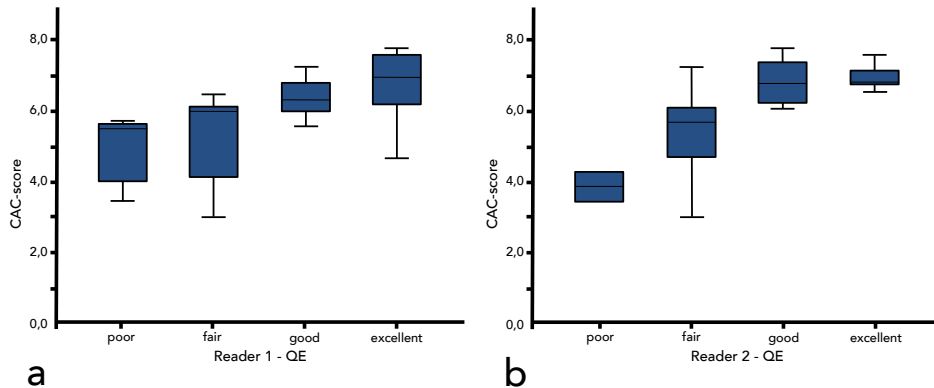 8,0
6,0
4,0
2,0
0,0
CAC-score
poor fair good excellent
Reader 1 - QE
a
8,0
6,0
4,0
2,0
0,0
CAC-score
poor fair good excellent
Reader 2 - QE
b